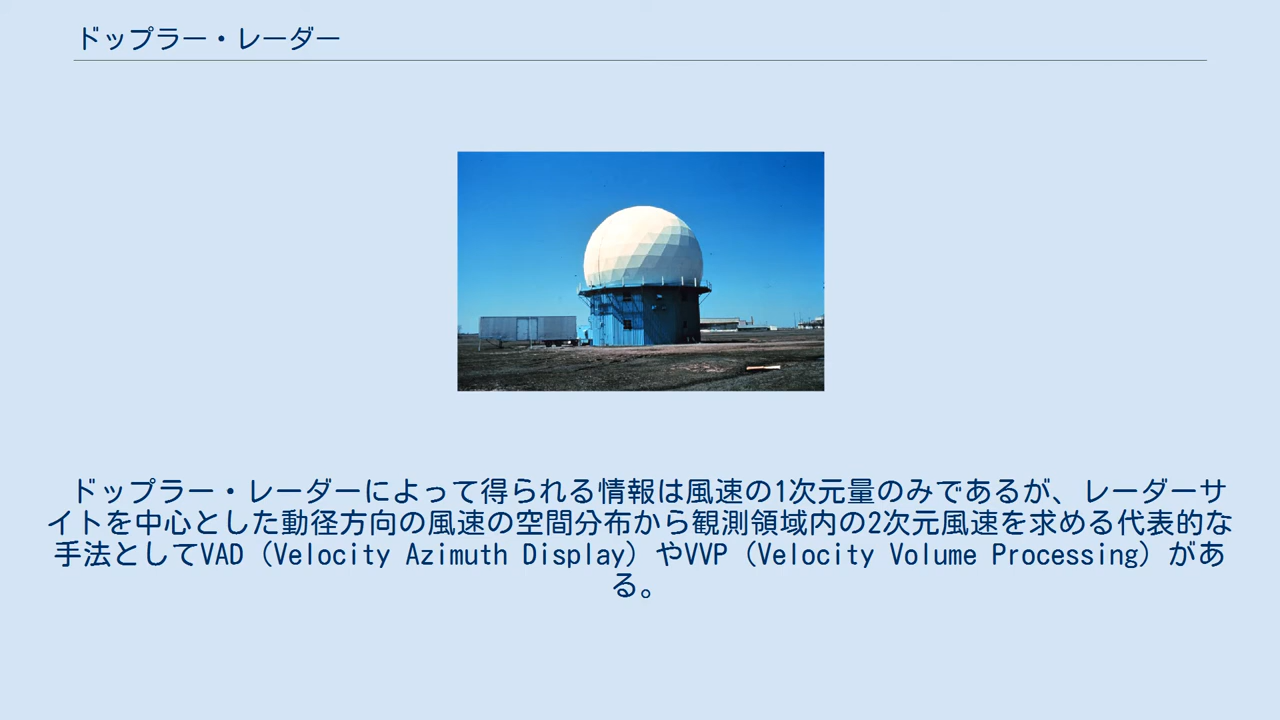 ドップラー・レーダー
ドップラー・レーダーによって得られる情報は風速の1次元量のみであるが、レーダーサ
イトを中心とした動径方向の風速の空間分布から観測領域内の2次元風速を求める代表的な
手法としてVAD（Velocity Azimuth Display）やVVP（Velocity Volume Processing）があ
る。